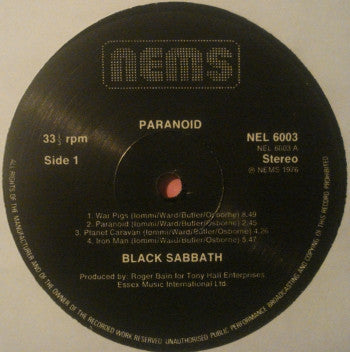 nems
PARANOID
33⅓ rpm
NEL 6003
NEL 6603 A
Side 1
Stereo
℗ NEMS 1976
1. War Pigs (Iommi/Ward/Butler/Osborne) 8.49
2. Paranoid (Iommi/Ward/Butler/Osborne)
3. Planet Caravan (Iommi/Ward/Butler/Osborne) 4.26
4. Iron Man (Iommi/Ward/Butler/Osborne) 5.47
BLACK SABBATH
Produced by: Roger Bain for Tony Hall Enterprises.
Essex Music International Ltd.
ALL RIGHTS OF THE MANUFACTURER AND OF THE OWNER OF THE RECORDED WORK RESERVED UNAUTHORISED PUBLIC PERFORMANCE BROADCASTING AND COPYING OF THIS RECORD PROHIBITED